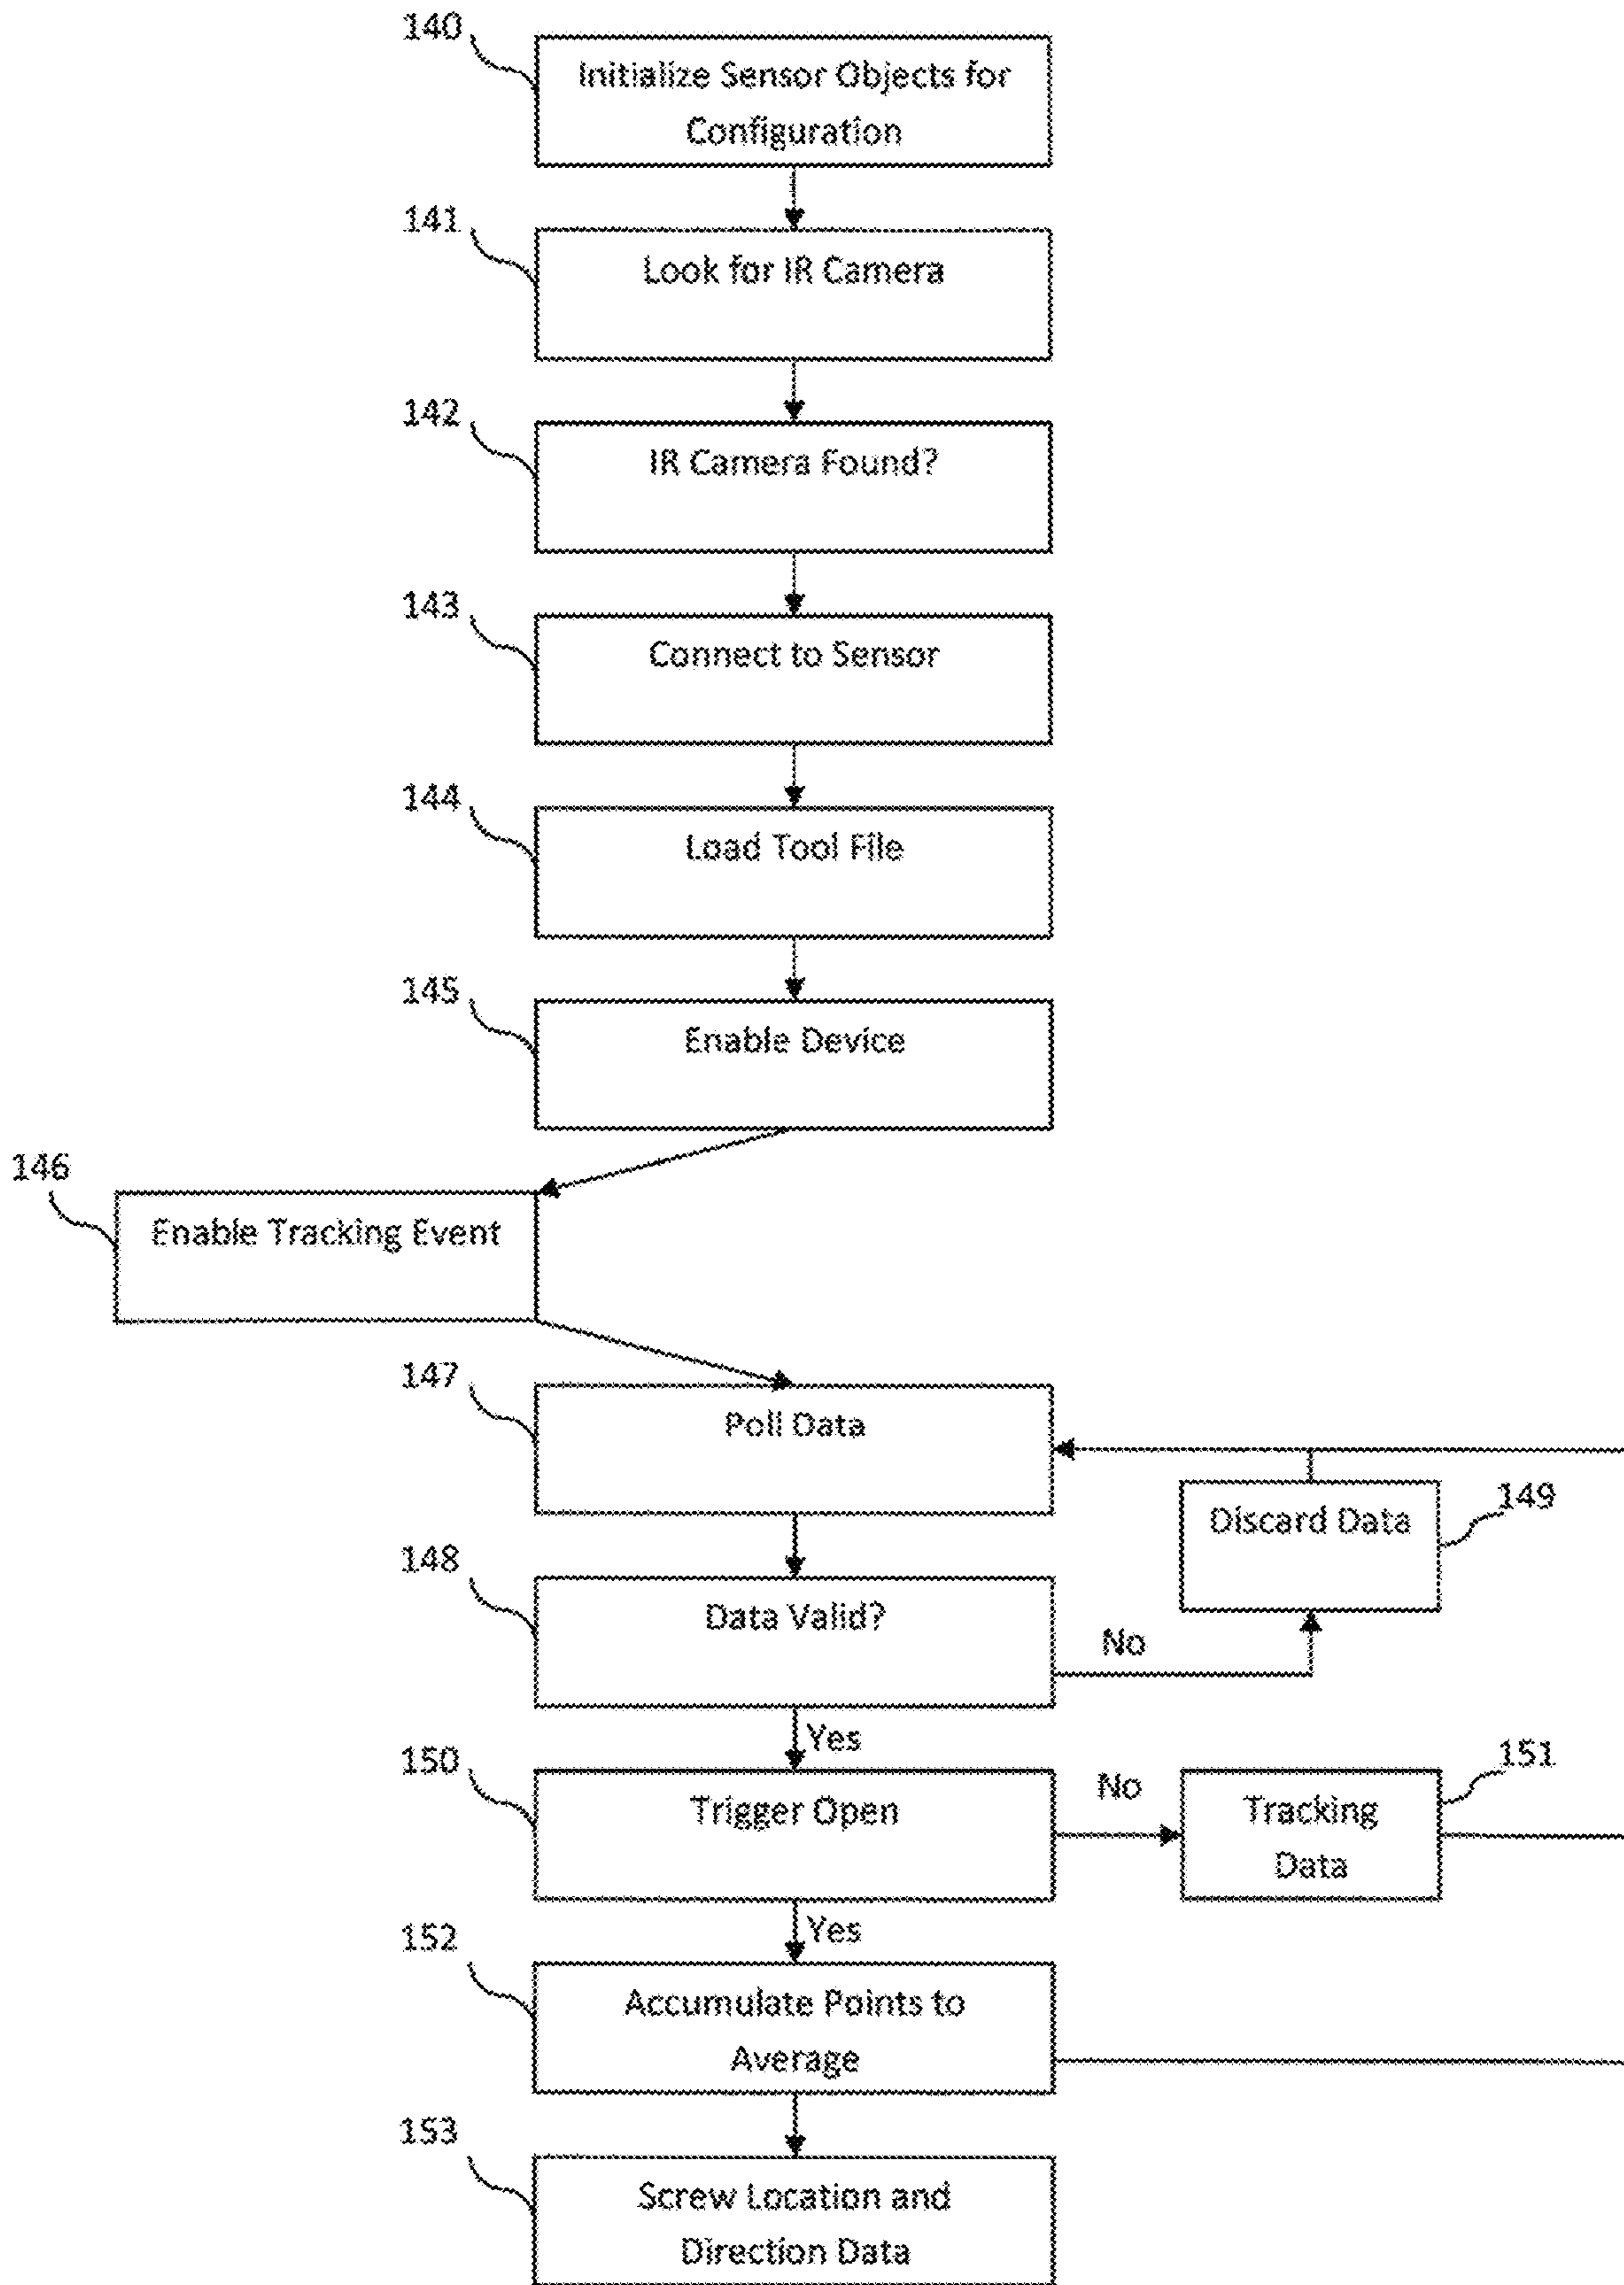 140
Initialize Sensor Objects for
Configuration
141
Look for IR Camera
142
IR Camera Found?
143
Connect to Sensor
144
Load Tool File
145
Enable Device
146
Enable Tracking Event
147
Poll Data
149
Discard Data
148
Data Valid?
No
Yes
150
Trigger Open
No
151
Tracking
Data
Yes
152
Accumulate Points to
Average
153
Screw Location and
Direction Data